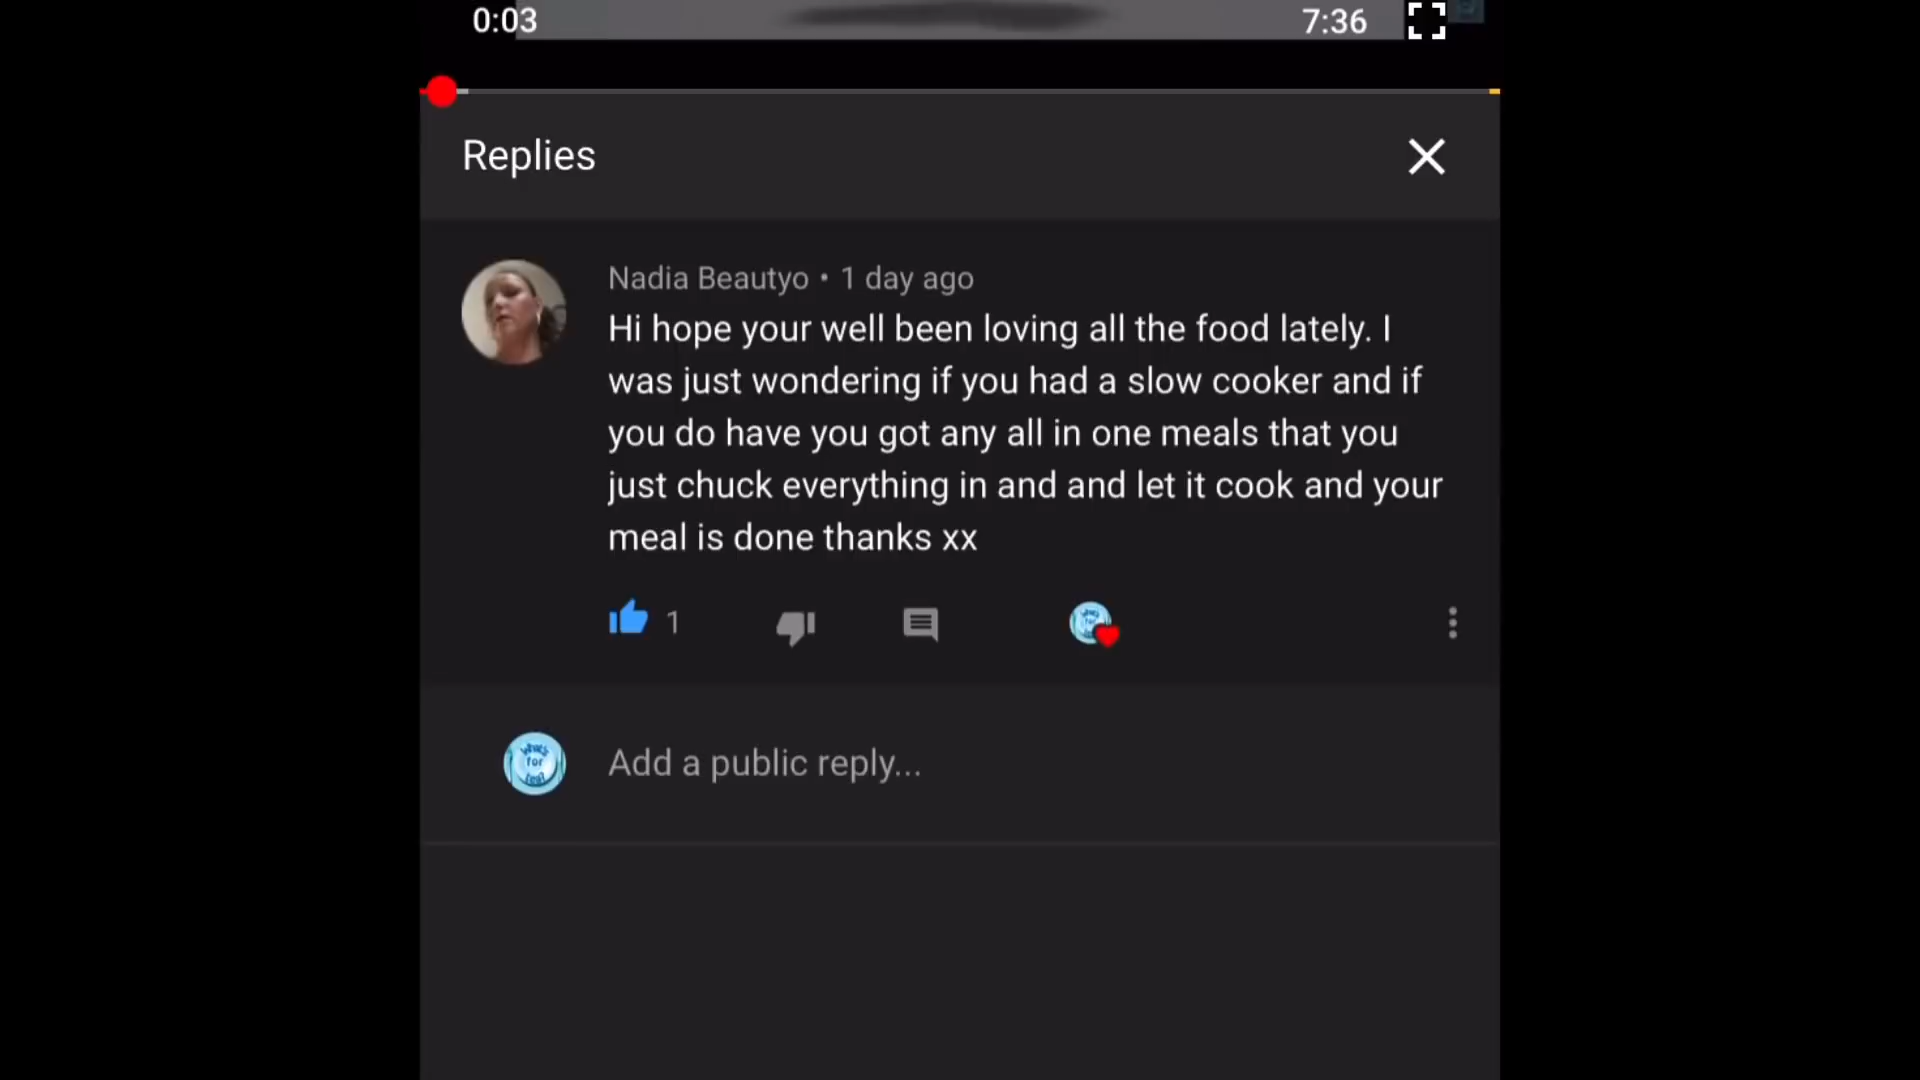 0:03
7:36
Replies
Nadia Beautyo • 1 day ago
Hi hope your well been loving all the food lately. I
was just wondering if you had a slow cooker and if
you do have you got any all in one meals that you
just chuck everything in and and let it cook and your
meal is done thanks xx
1
What's
for
tea?
Add a public reply...